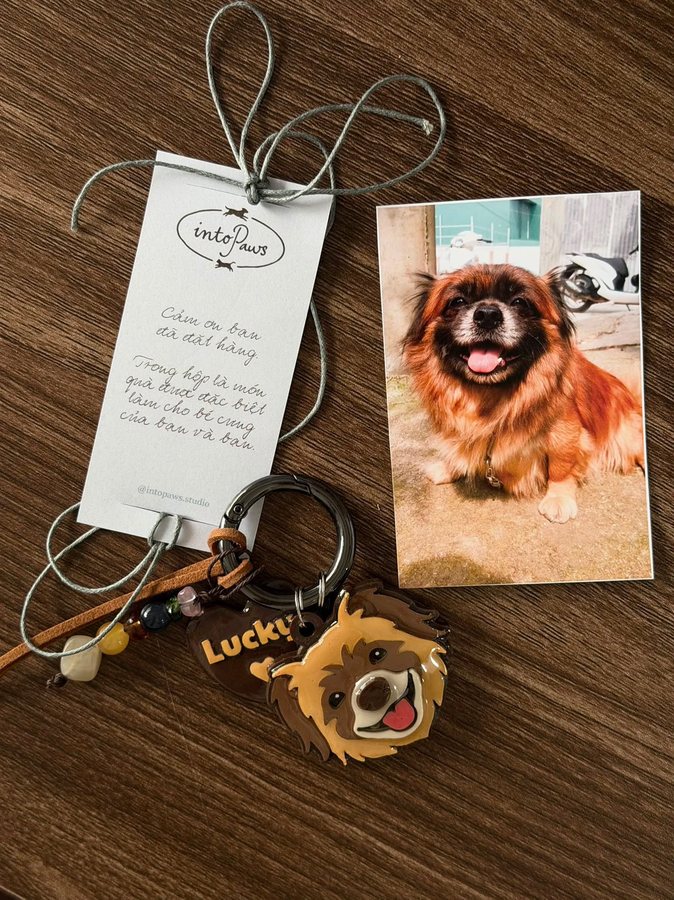 intoPaws
Cảm ơn bạn
đã đặt hàng.
Trong hộp là món
quà được đặc biệt
làm cho bé cưng
của bạn và bạn.
@intopaws.studio
Lucky